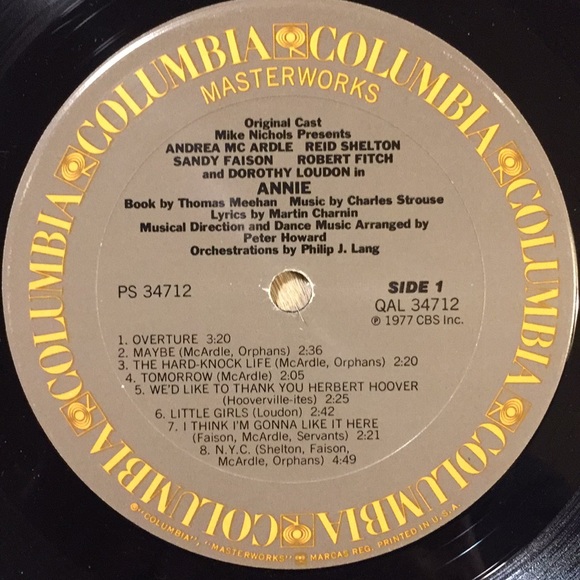 COLUMBIA COLUMBIA COLUMBIA COLUMBIA COLUMBIA COLUMBIA
MASTERWORKS
Original Cast
Mike Nichols Presents
ANDREA MC ARDLE REID SHELTON
SANDY FAISON ROBERT FITCH
and DOROTHY LOUDON in
ANNIE
Book by Thomas Meehan Music by Charles Strouse
Lyrics by Martin Charnin
Musical Direction and Dance Music Arranged by
Peter Howard
Orchestrations by Philip J. Lang
PS 34712
SIDE 1
QAL 34712
℗ 1977 CBS Inc.
1. OVERTURE 3:20
2. MAYBE (McArdle, Orphans) 2:36
3. THE HARD-KNOCK LIFE (McArdle, Orphans) 2:20
4. TOMORROW (McArdle) 2:05
5. WE'D LIKE TO THANK YOU HERBERT HOOVER
(Hooverville-ites) 2:25
6. LITTLE GIRLS (Loudon) 2:42
7. I THINK I'M GONNA LIKE IT HERE
(Faison, McArdle, Servants) 2:21
8. N.Y.C. (Shelton, Faison,
McArdle, Orphans) 4:49
®"COLUMBIA", "MASTERWORKS" MARCAS REG. PRINTED IN U.S.A.